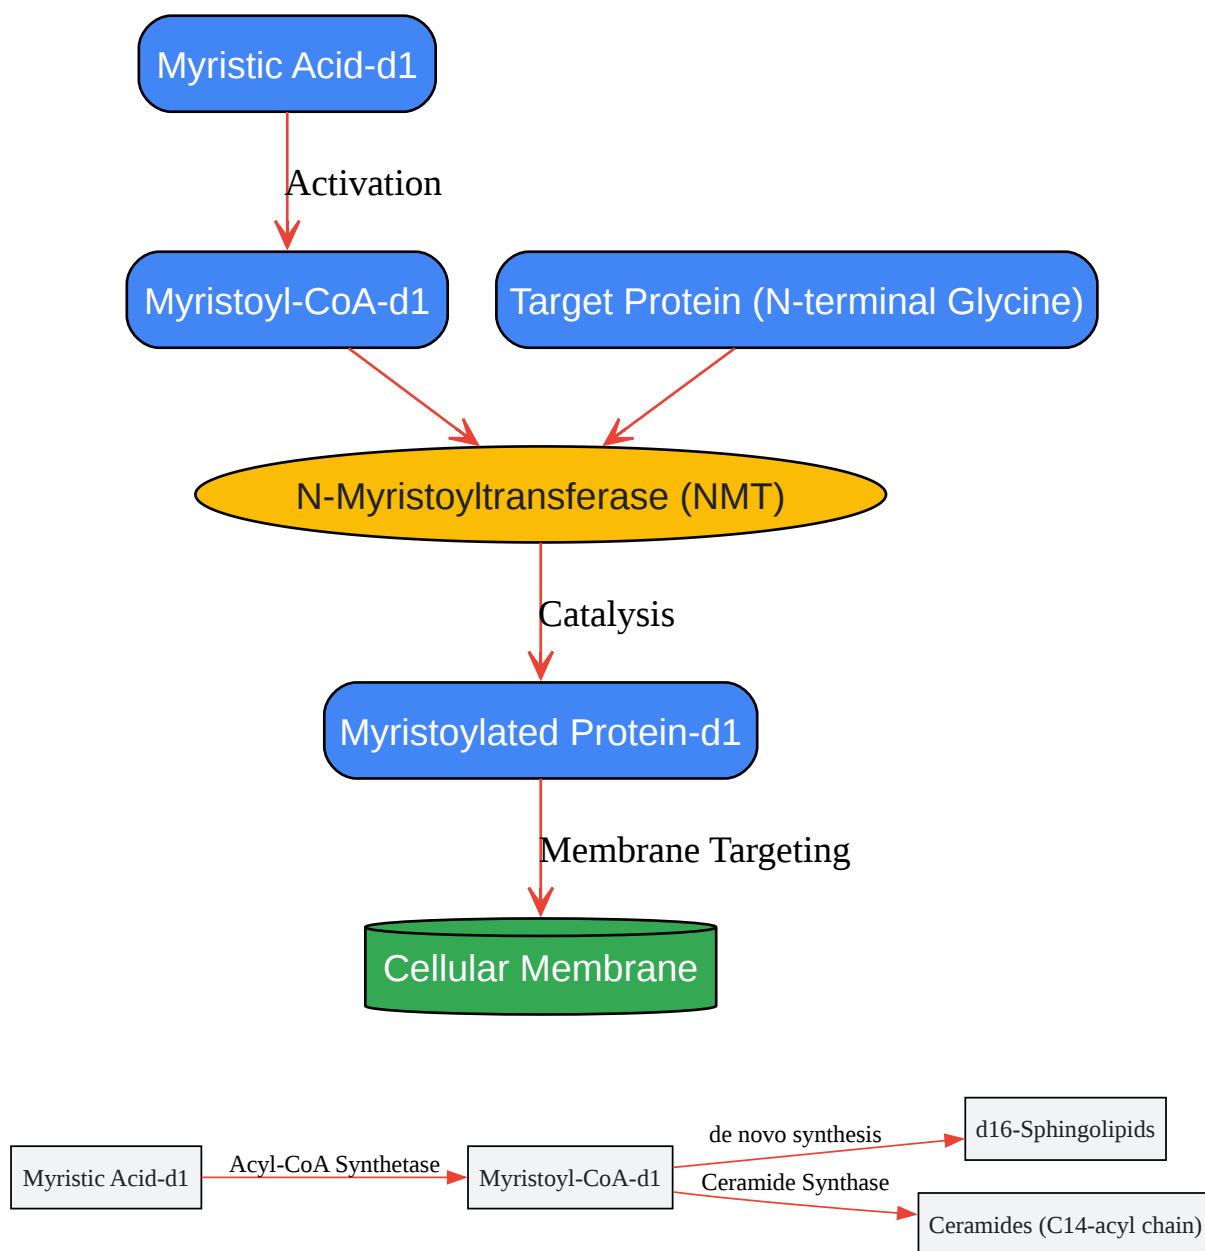 Myristic Acid-d1
Activation
Myristoyl-CoA-d1
Target Protein (N-terminal Glycine)
N-Myristoyltransferase (NMT)
Catalysis
Myristoylated Protein-d1
Membrane Targeting
Cellular Membrane
Myristic Acid-d1
Acyl-CoA Synthetase
Myristoyl-CoA-d1
de novo synthesis
d16-Sphingolipids
Ceramide Synthase
Ceramides (C14-acyl chain)